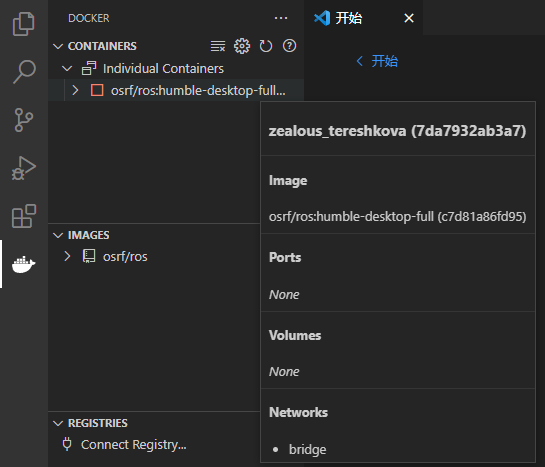 DOCKER
开始
CONTAINERS
开始
Individual Containers
osrf/ros:humble-desktop-full...
zealous_tereshkova (7da7932ab3a7)
Image
osrf/ros:humble-desktop-full (c7d81a86fd95)
IMAGES
osrf/ros
Ports
None
Volumes
None
Networks
bridge
REGISTRIES
Connect Registry...